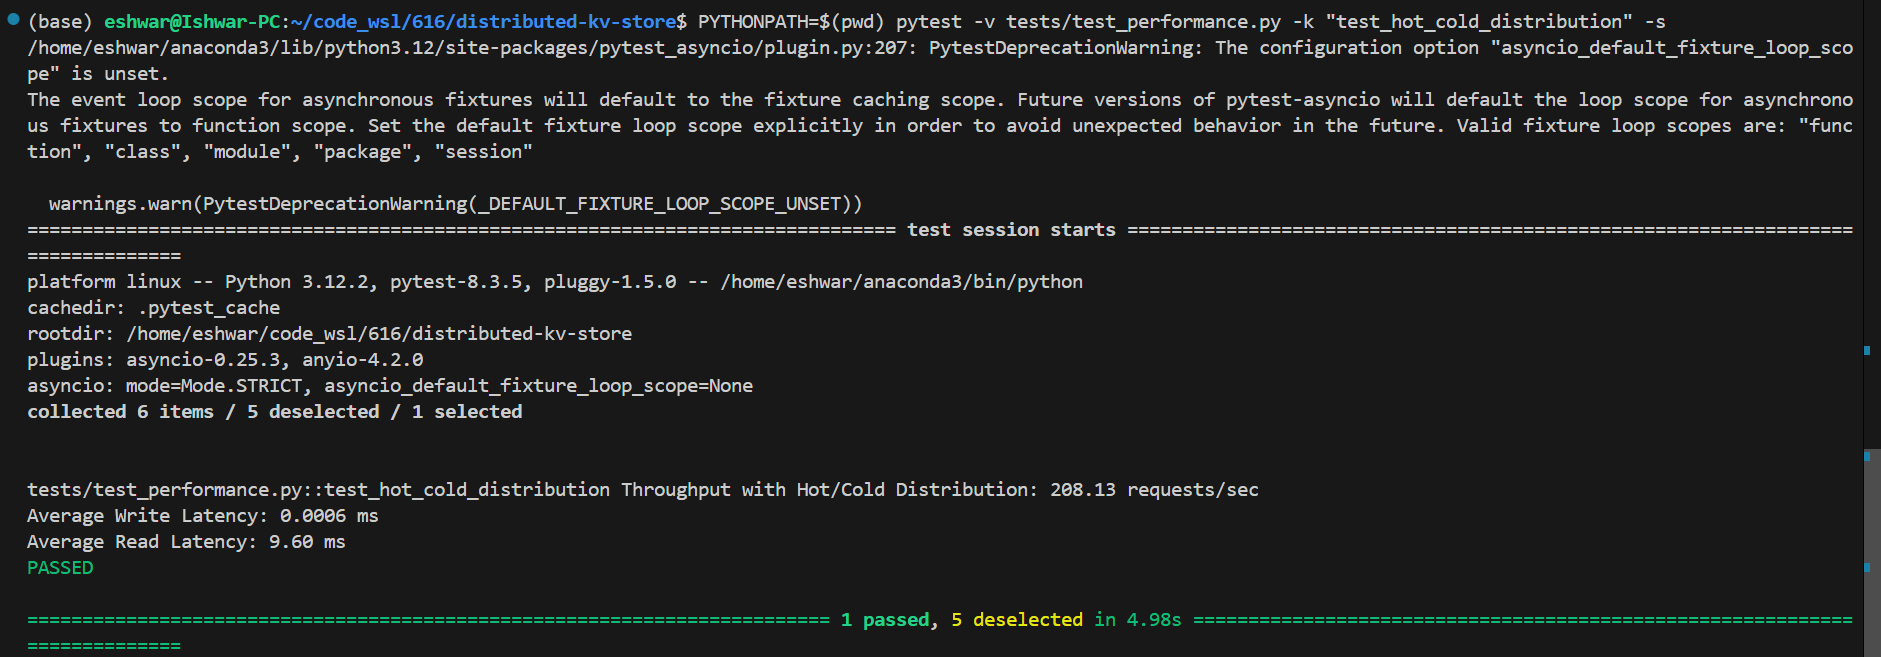 (base) eshwar@Ishwar-PC:~/code_wsl/616/distributed-kv-store$ PYTHONPATH=$(pwd) pytest -v tests/test_performance.py -k "test_hot_cold_distribution" -s
/home/eshwar/anaconda3/lib/python3.12/site-packages/pytest_asyncio/plugin.py:207: PytestDeprecationWarning: The configuration option "asyncio_default_fixture_loop_sco
pe" is unset.
The event loop scope for asynchronous fixtures will default to the fixture caching scope. Future versions of pytest-asyncio will default the loop scope for asynchrono
us fixtures to function scope. Set the default fixture loop scope explicitly in order to avoid unexpected behavior in the future. Valid fixture loop scopes are: "func
tion", "class", "module", "package", "session"

  warnings.warn(PytestDeprecationWarning(_DEFAULT_FIXTURE_LOOP_SCOPE_UNSET))
=============================================================================== test session starts ==================================================================
==============
platform linux -- Python 3.12.2, pytest-8.3.5, pluggy-1.5.0 -- /home/eshwar/anaconda3/bin/python
cachedir: .pytest_cache
rootdir: /home/eshwar/code_wsl/616/distributed-kv-store
plugins: asyncio-0.25.3, anyio-4.2.0
asyncio: mode=Mode.STRICT, asyncio_default_fixture_loop_scope=None
collected 6 items / 5 deselected / 1 selected

tests/test_performance.py::test_hot_cold_distribution Throughput with Hot/Cold Distribution: 208.13 requests/sec
Average Write Latency: 0.0006 ms
Average Read Latency: 9.60 ms
PASSED

========================================================================= 1 passed, 5 deselected in 4.98s ============================================================
==============